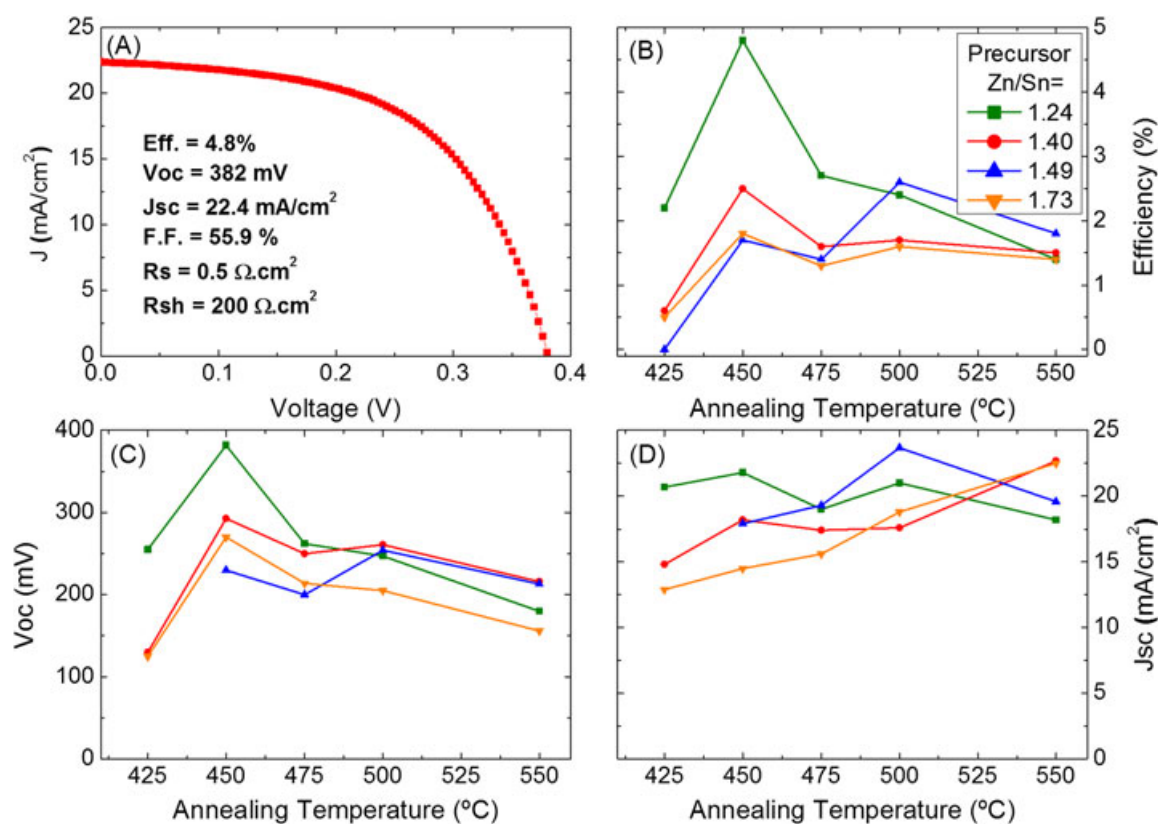 (A)
25
20
15
10
5
0
J (mA/cm²)
Eff. = 4.8%
Voc = 382 mV
Jsc = 22.4 mA/cm²
F.F. = 55.9 %
Rs = 0.5 Ω.cm²
Rsh = 200 Ω.cm²
0.0 0.1 0.2 0.3 0.4
Voltage (V)
(B)
Precursor
Zn/Sn=
1.24
1.40
1.49
1.73
5
4
3
2
1
0
Efficiency (%)
425 450 475 500 525 550
Annealing Temperature (ºC)
(C)
400
300
200
100
0
Voc (mV)
425 450 475 500 525 550
Annealing Temperature (ºC)
(D)
25
20
15
10
5
0
Jsc (mA/cm²)
425 450 475 500 525 550
Annealing Temperature (ºC)